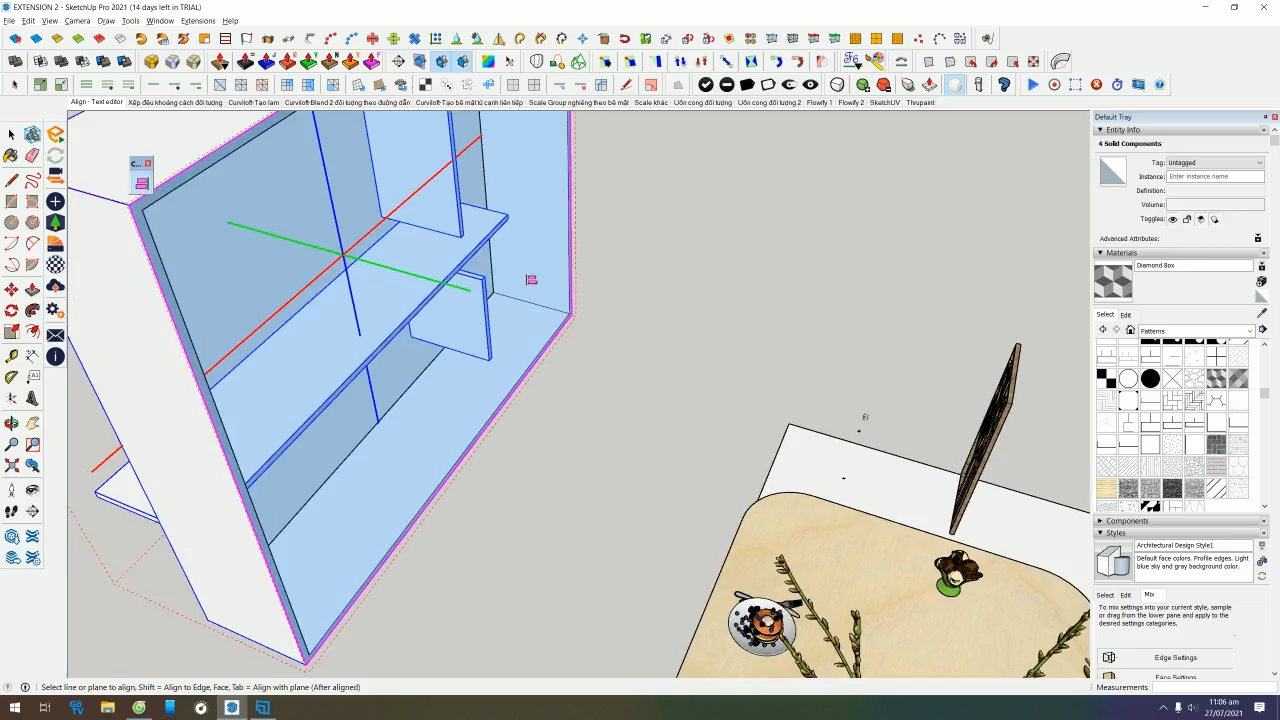 EXTENSION 2 - SketchUp Pro 2021 (14 days left in TRIAL)
File Edit View Camera Draw Tools Window Extensions Help
Align - Text editor Xếp đều khoảng cách đối tượng Curviloft-Tạo lam Curviloft-Blend 2 đối tượng theo đường dẫn Curviloft-Tạo bề mặt từ cạnh liên tiếp Scale Group nghiêng theo bề mặt Scale khác Uốn cong đối tượng Uốn cong đối tượng 2 Flowify 1 Flowify 2 SketchUV Thrupaint
C...
Default Tray
Entity Info
4 Solid Components
Tag: Untagged
Instance: Enter instance name
Definition:
Volume:
Toggles:
Advanced Attributes:
Materials
Diamond Box
Select Edit
Patterns
Components
Styles
Architectural Design Style1
Default face colors. Profile edges. Light
blue sky and gray background color.
Select Edit Mix
To mix settings into your current style, sample
or drag from the lower pane and apply to the
desired settings categories.
Edge Settings
Face Settings
Select line or plane to align, Shift = Align to Edge, Face, Tab = Align with plane (After aligned)
Measurements
GO
TV
11:06 am
27/07/2021